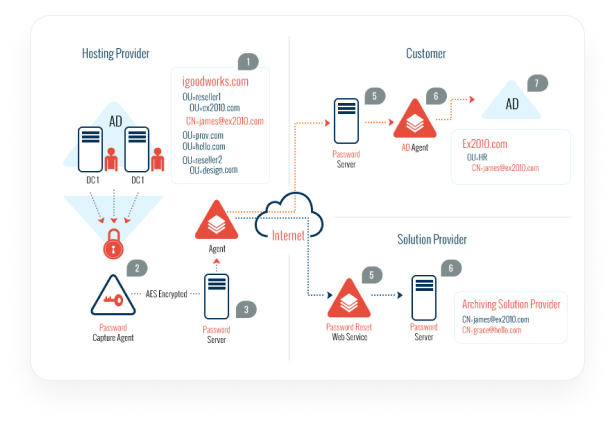 Hosting Provider
1
igoodworks.com
OU=reseller1
OU=ex2010.com
CN=james@ex2010.com
OU=prov.com
OU=hello.com
OU=reseller2
OU=design.com
AD
DC1
DC1
2
Password
Capture Agent
AES Encrypted
3
Password
Server
Agent
Internet
Customer
5
Password
Server
6
AD Agent
7
AD
Ex2010.com
OU=HR
CN=james@ex2010.com
Solution Provider
5
Password Reset
Web Service
6
Password
Server
Archiving Solution Provider
CN=james@ex2010.com
CN=grace@hello.com